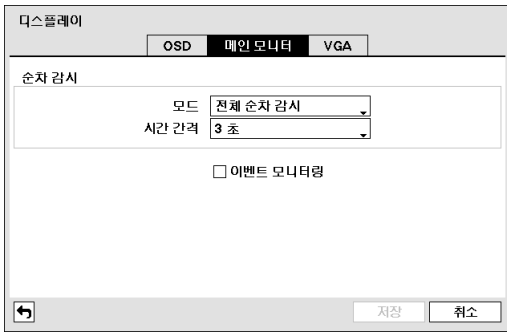 디스플레이
OSD 메인 모니터 VGA
순차 감시
모드 전체 순차 감시
시간 간격 3 초
이벤트 모니터링
저장 취소